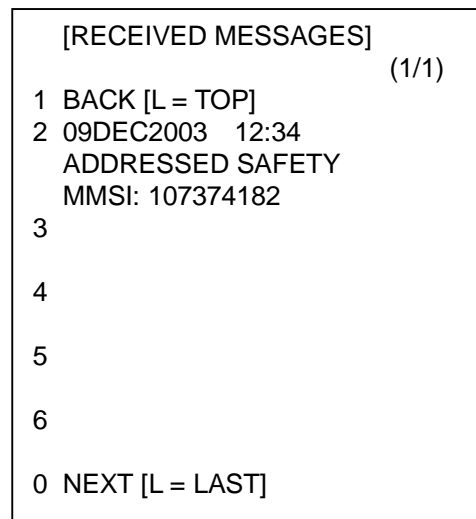 [RECEIVED MESSAGES]
(1/1)
1 BACK [L = TOP]
2 09DEC2003 12:34
ADDRESSED SAFETY
MMSI: 107374182
3
4
5
6
0 NEXT [L = LAST]